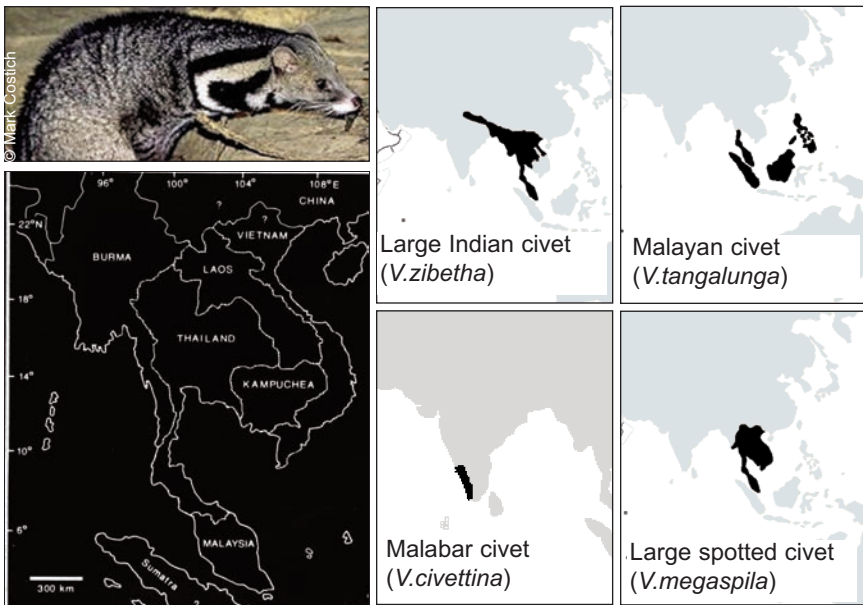 © Mark Costich
96° 100° 104° 108° E
CHINA
? ?
22°N
VIETNAM
BURMA
LAOS
18°
THAILAND
14°
KAMPUCHEA
10°
6°
MALAYSIA
Sumatra
300 km
?
Large Indian civet
(V.zibetha)
Malayan civet
(V.tangalunga)
Malabar civet
(V.civettina)
Large spotted civet
(V.megaspila)